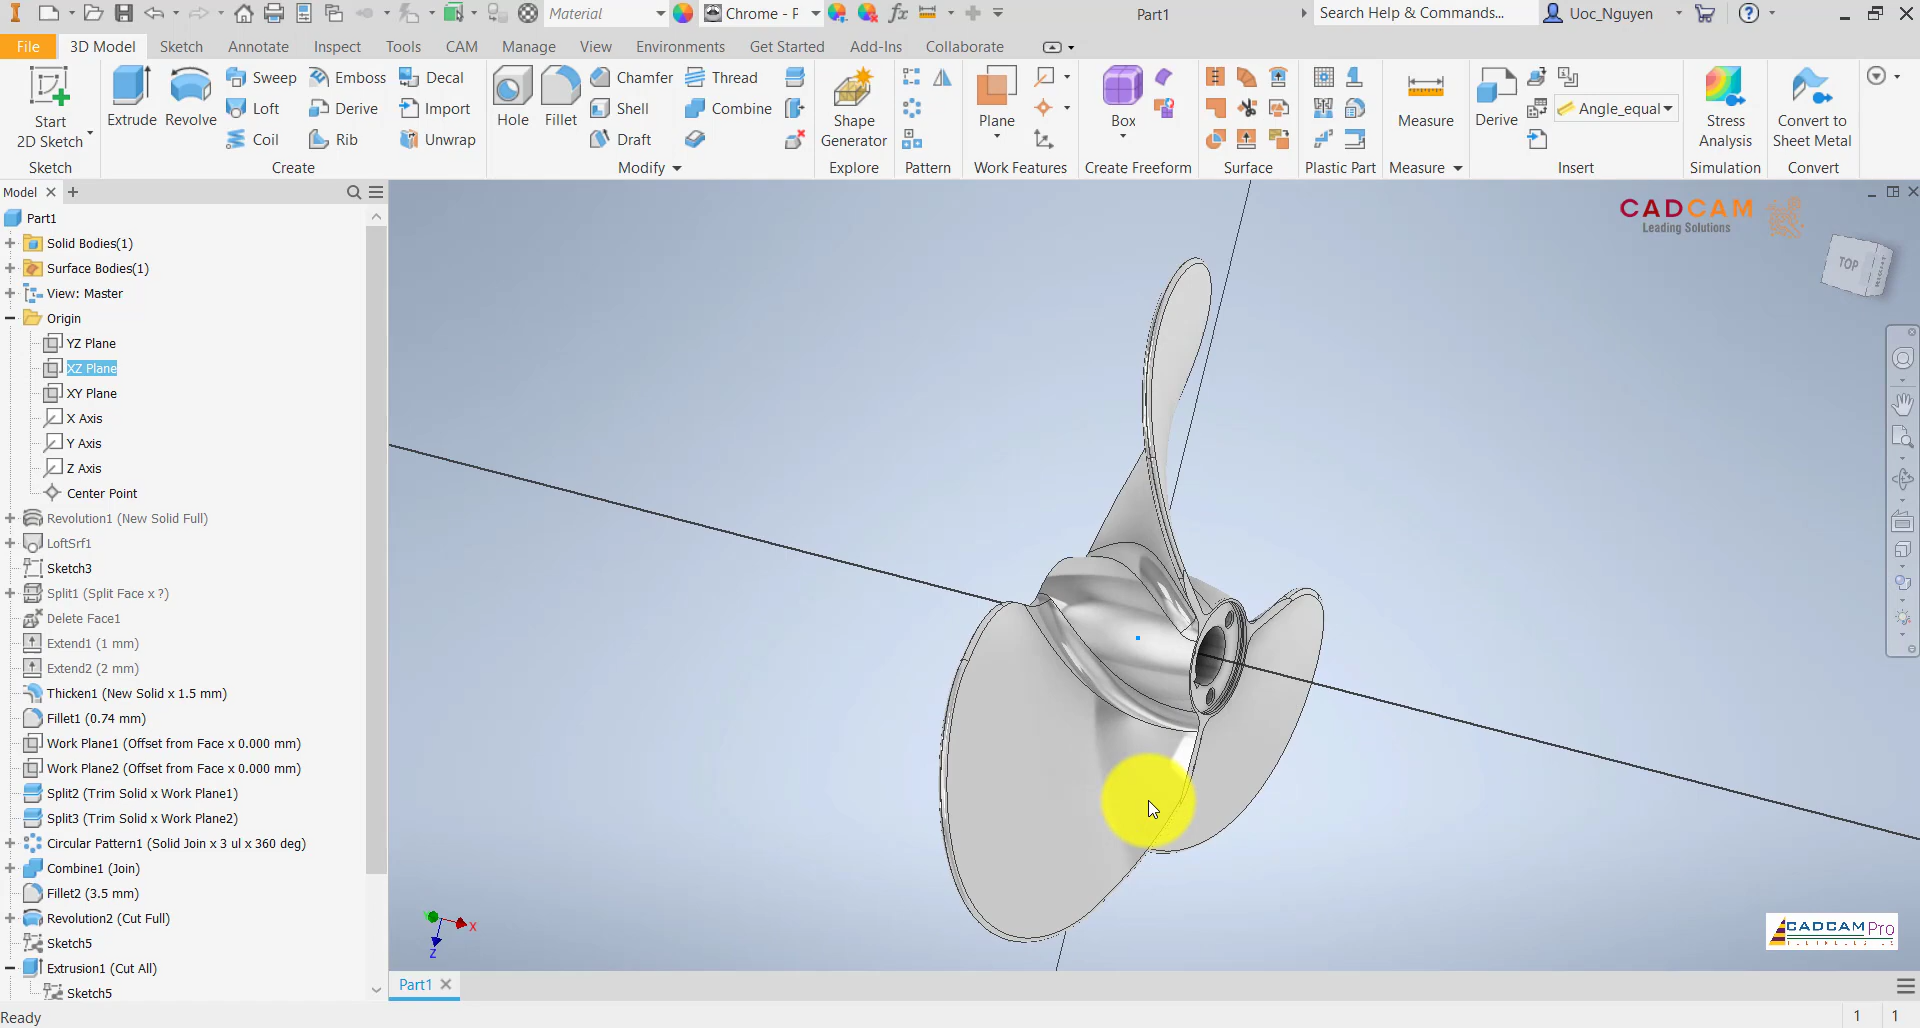 Material
Chrome - P
Part1
Search Help & Commands...
Uoc_Nguyen
File
3D Model
Sketch
Annotate
Inspect
Tools
CAM
Manage
View
Environments
Get Started
Add-Ins
Collaborate
Start
2D Sketch
Sketch
Extrude
Revolve
Sweep
Loft
Coil
Emboss
Derive
Rib
Decal
Import
Unwrap
Create
Hole
Fillet
Chamfer
Shell
Draft
Thread
Combine
Modify
Shape
Generator
Explore
Pattern
Plane
Work Features
Box
Create Freeform
Surface
Plastic Part
Measure
Measure
Derive
Angle_equal
Insert
Stress
Analysis
Simulation
Convert to
Sheet Metal
Convert
Model
Part1
Solid Bodies(1)
Surface Bodies(1)
View: Master
Origin
YZ Plane
XZ Plane
XY Plane
X Axis
Y Axis
Z Axis
Center Point
Revolution1 (New Solid Full)
LoftSrf1
Sketch3
Split1 (Split Face x ?)
Delete Face1
Extend1 (1 mm)
Extend2 (2 mm)
Thicken1 (New Solid x 1.5 mm)
Fillet1 (0.74 mm)
Work Plane1 (Offset from Face x 0.000 mm)
Work Plane2 (Offset from Face x 0.000 mm)
Split2 (Trim Solid x Work Plane1)
Split3 (Trim Solid x Work Plane2)
Circular Pattern1 (Solid Join x 3 ul x 360 deg)
Combine1 (Join)
Fillet2 (3.5 mm)
Revolution2 (Cut Full)
Sketch5
Extrusion1 (Cut All)
Sketch5
CADCAM
Leading Solutions
TOP
X
Z
CADCAMPro
Part1
Ready
1
1